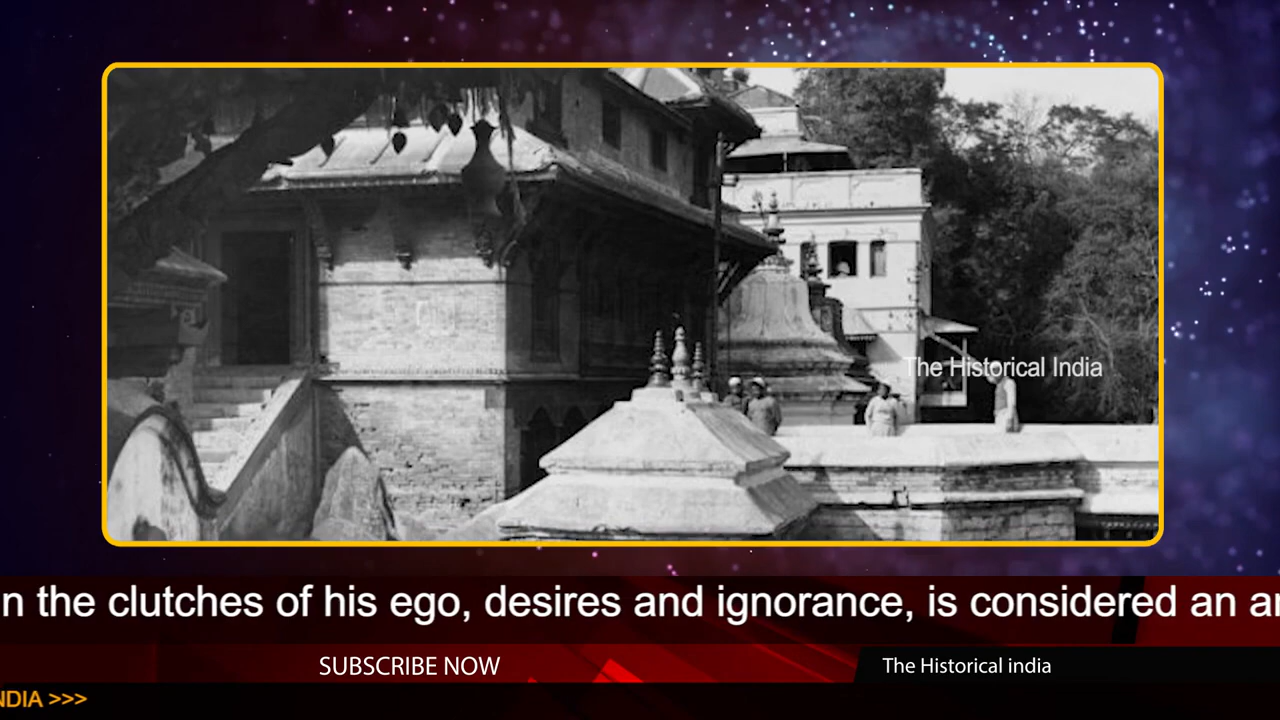 The Historical India
n the clutches of his ego, desires and ignorance, is considered an ar
SUBSCRIBE NOW
The Historical india
NDIA >>>